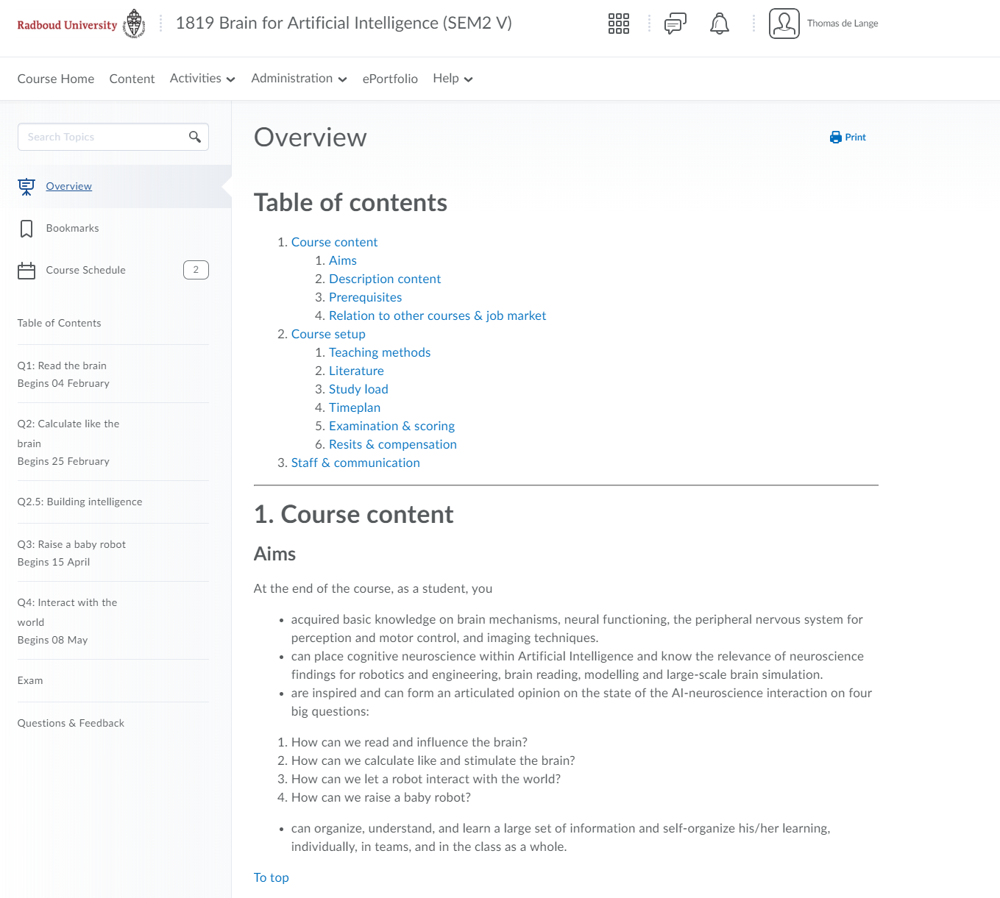 Radboud University
1819 Brain for Artificial Intelligence (SEM2 V)
Thomas de Lange
Course Home
Content
Activities
Administration
ePortfolio
Help
Search Topics
Overview
Bookmarks
Course Schedule
2
Table of Contents
Q1: Read the brain
Begins 04 February
Q2: Calculate like the
brain
Begins 25 February
Q2.5: Building intelligence
Q3: Raise a baby robot
Begins 15 April
Q4: Interact with the
world
Begins 08 May
Exam
Questions & Feedback
Overview
Print
Table of contents
1. Course content
1. Aims
2. Description content
3. Prerequisites
4. Relation to other courses & job market
2. Course setup
1. Teaching methods
2. Literature
3. Study load
4. Timeplan
5. Examination & scoring
6. Resits & compensation
3. Staff & communication
1. Course content
Aims
At the end of the course, as a student, you
• acquired basic knowledge on brain mechanisms, neural functioning, the peripheral nervous system for
perception and motor control, and imaging techniques.
• can place cognitive neuroscience within Artificial Intelligence and know the relevance of neuroscience
findings for robotics and engineering, brain reading, modelling and large-scale brain simulation.
• are inspired and can form an articulated opinion on the state of the AI-neuroscience interaction on four
big questions:
1. How can we read and influence the brain?
2. How can we calculate like and stimulate the brain?
3. How can we let a robot interact with the world?
4. How can we raise a baby robot?
• can organize, understand, and learn a large set of information and self-organize his/her learning,
individually, in teams, and in the class as a whole.
To top